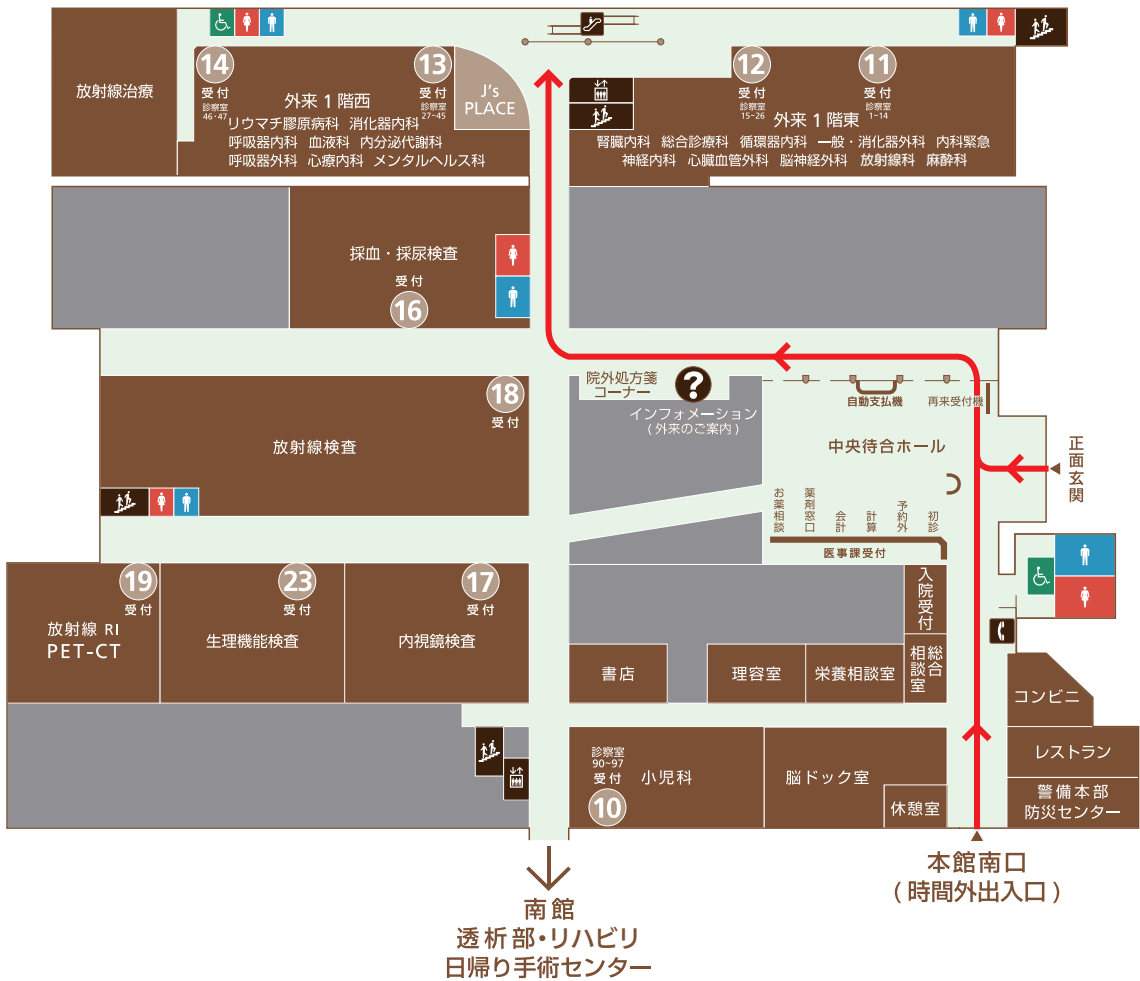 放射線治療
14
受付
診察室
46・47
13
受付
診察室
27~45
外来1階西
リウマチ膠原病科 消化器内科
呼吸器内科 血液科 内分泌代謝科
呼吸器外科 心療内科 メンタルヘルス科
J's
PLACE
12
受付
診察室
15~26
11
受付
診察室
1~14
外来1階東
腎臓内科 総合診療科 循環器内科 一般・消化器外科 内科緊急
神経内科 心臓血管外科 脳神経外科 放射線科 麻酔科
採血・採尿検査
受付
16
18
受付
放射線検査
院外処方箋
コーナー
?
インフォメーション
(外来のご案内)
自動支払機
再来受付機
中央待合ホール
正面玄関
お薬相談
薬剤窓口
会計
計算
予約外
初診
医事課受付
19
受付
放射線 RI
PET-CT
23
受付
生理機能検査
17
受付
内視鏡検査
入院受付
総合
相談室
書店
理容室
栄養相談室
コンビニ
レストラン
警備本部
防災センター
診察室
90~97
受付
10
小児科
脳ドック室
休憩室
本館南口
(時間外出入口)
南館
透析部・リハビリ
日帰り手術センター